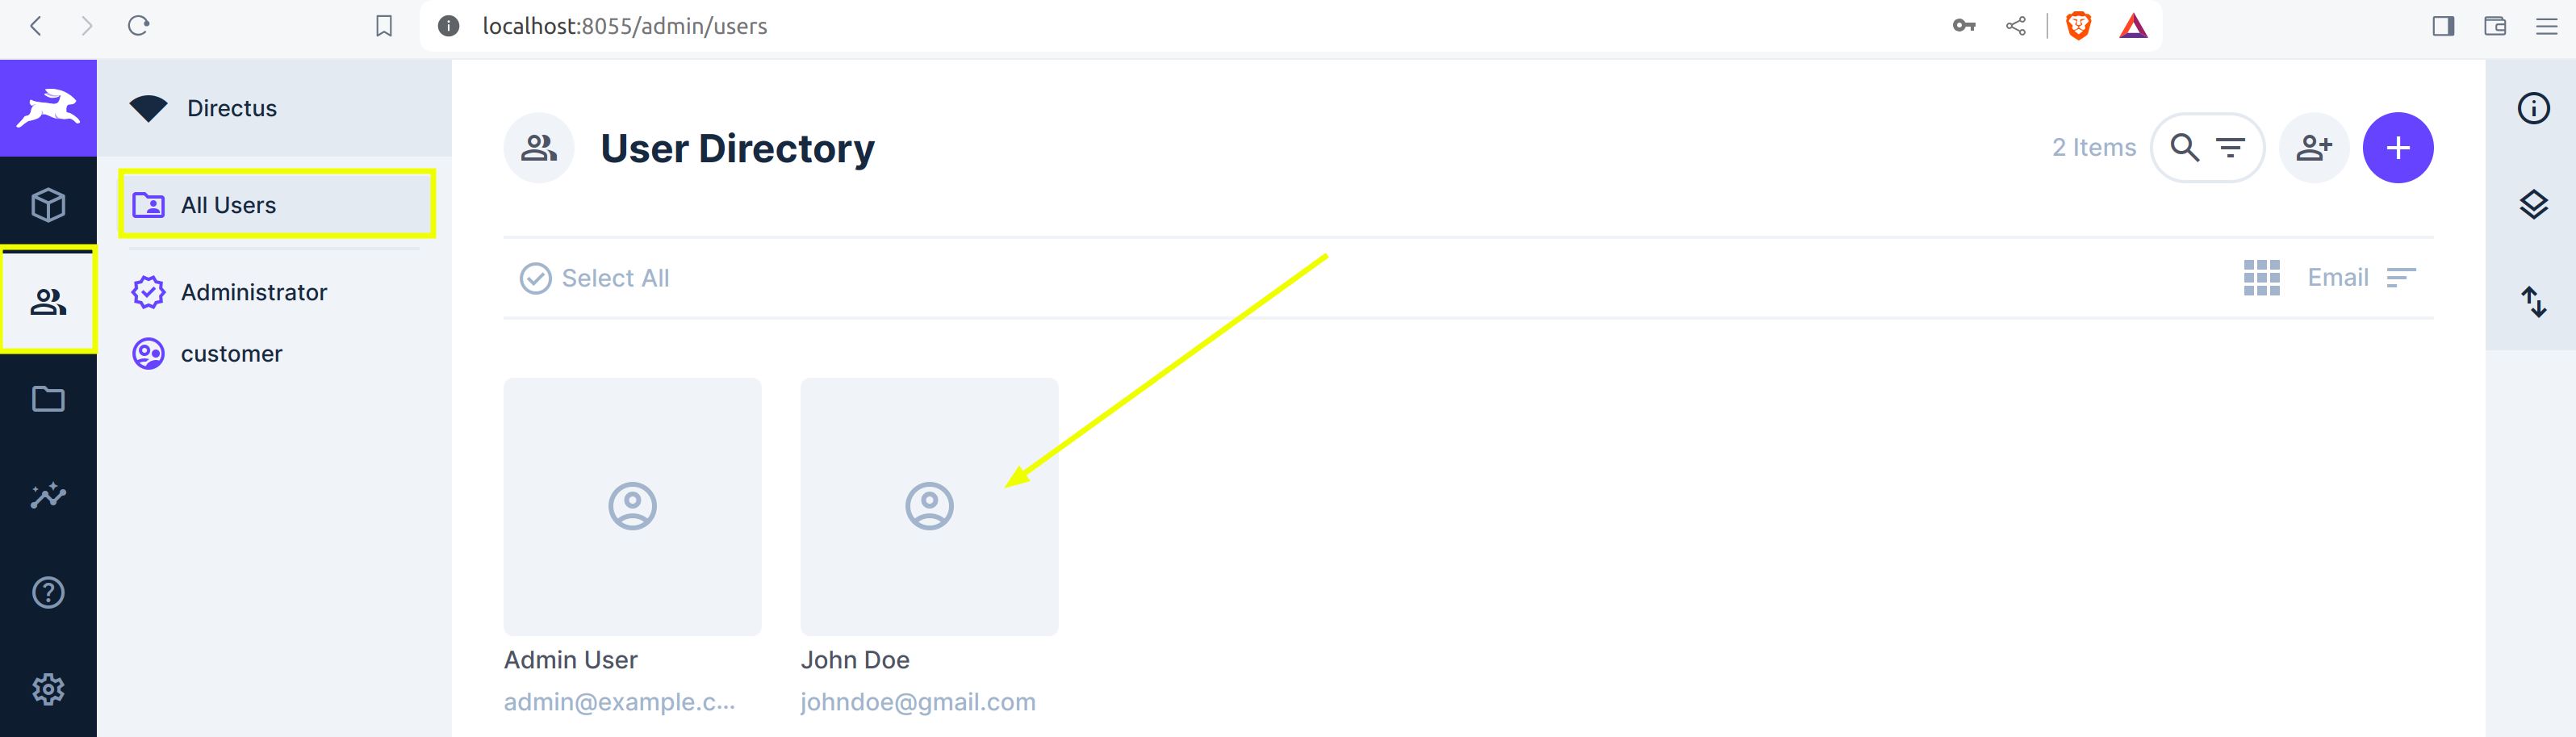 localhost:8055/admin/users
Directus
All Users
Administrator
customer
User Directory
2 Items
Select All
Email
Admin User
admin@example.c...
John Doe
johndoe@gmail.com